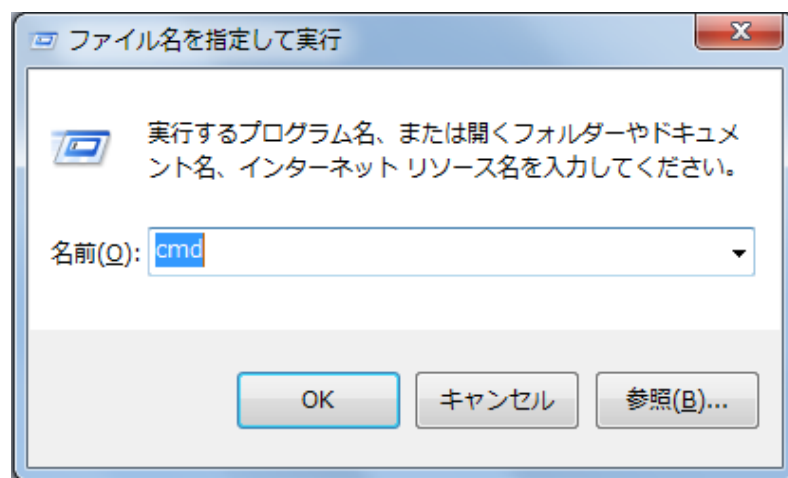 ファイル名を指定して実行
実行するプログラム名、または開くフォルダーやドキュメ
ント名、インターネット リソース名を入力してください。
名前(O): cmd
OK キャンセル 参照(B)...